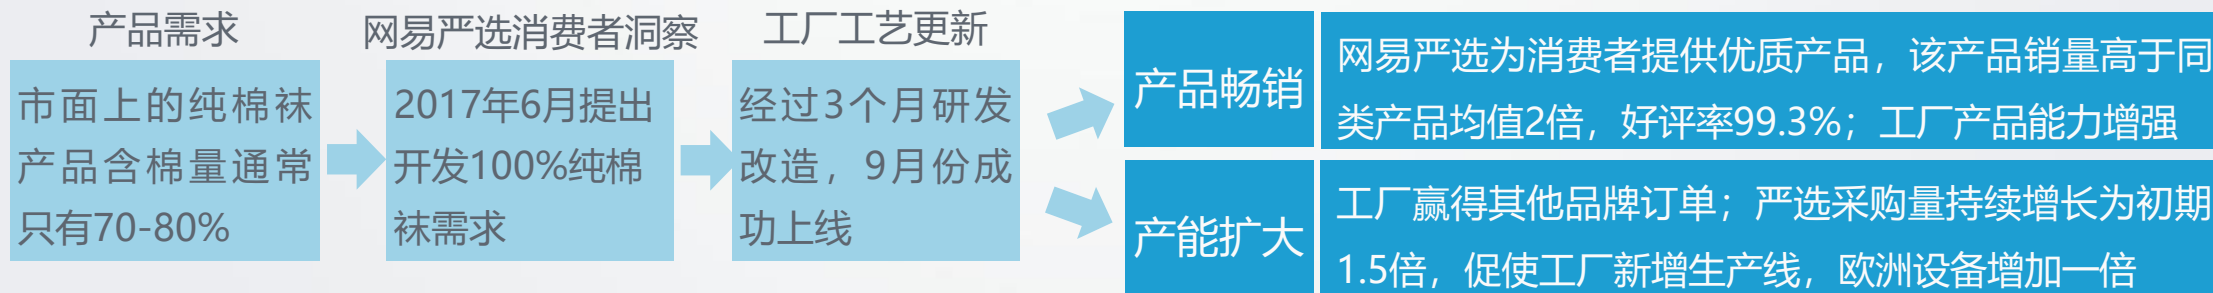 产品需求
市面上的纯棉袜
产品含棉量通常
只有70-80%
网易严选消费者洞察
2017年6月提出
开发100%纯棉
袜需求
工厂工艺更新
经过3个月研发
改造，9月份成
功上线
产品畅销
网易严选为消费者提供优质产品，该产品销量高于同
类产品均值2倍，好评率99.3%；工厂产品能力增强
产能扩大
工厂赢得其他品牌订单；严选采购量持续增长为初期
1.5倍，促使工厂新增生产线，欧洲设备增加一倍